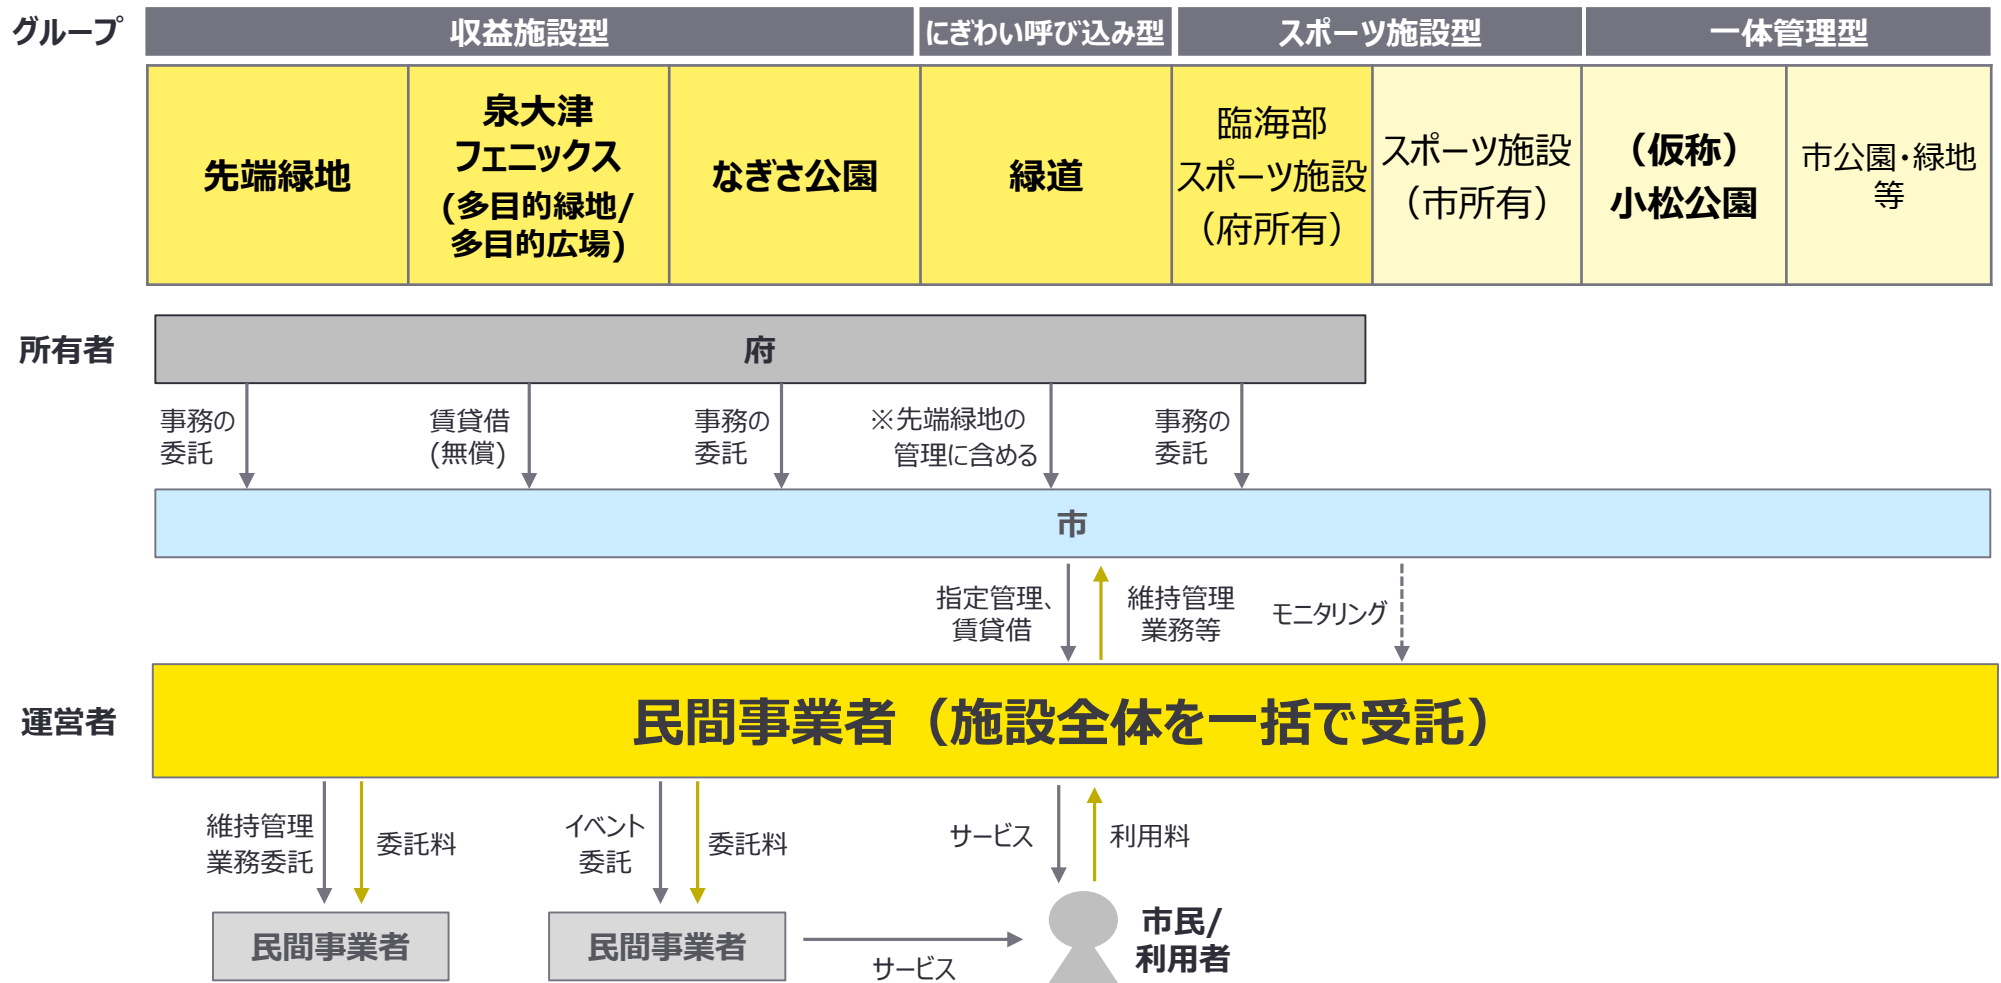 グループ
収益施設型
にぎわい呼び込み型
スポーツ施設型
一体管理型
先端緑地
泉大津
フェニックス
(多目的緑地/
多目的広場)
なぎさ公園
緑道
臨海部
スポーツ施設
（府所有）
スポーツ施設
（市所有）
（仮称）
小松公園
市公園・緑地
等
所有者
府
事務の
委託
賃貸借
(無償)
事務の
委託
※先端緑地の
管理に含める
事務の
委託
市
指定管理、
賃貸借
維持管理
業務等
モニタリング
運営者
民間事業者（施設全体を一括で受託）
維持管理
業務委託
委託料
イベント
委託
委託料
サービス
利用料
民間事業者
民間事業者
サービス
市民/
利用者